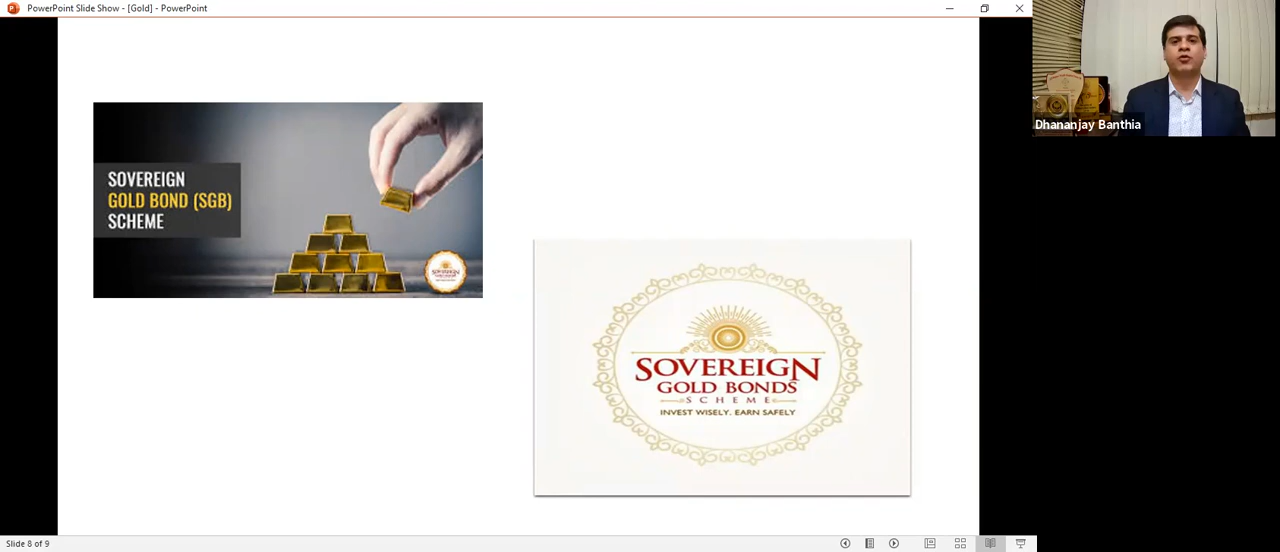 PowerPoint Slide Show - [Gold] - PowerPoint
Dhananjay Banthia
SOVEREIGN
GOLD BOND (SGB)
SCHEME
SOVEREIGN
SOVEREIGN
GOLD BONDS
SCHEME
INVEST WISELY. EARN SAFELY
Slide 8 of 9